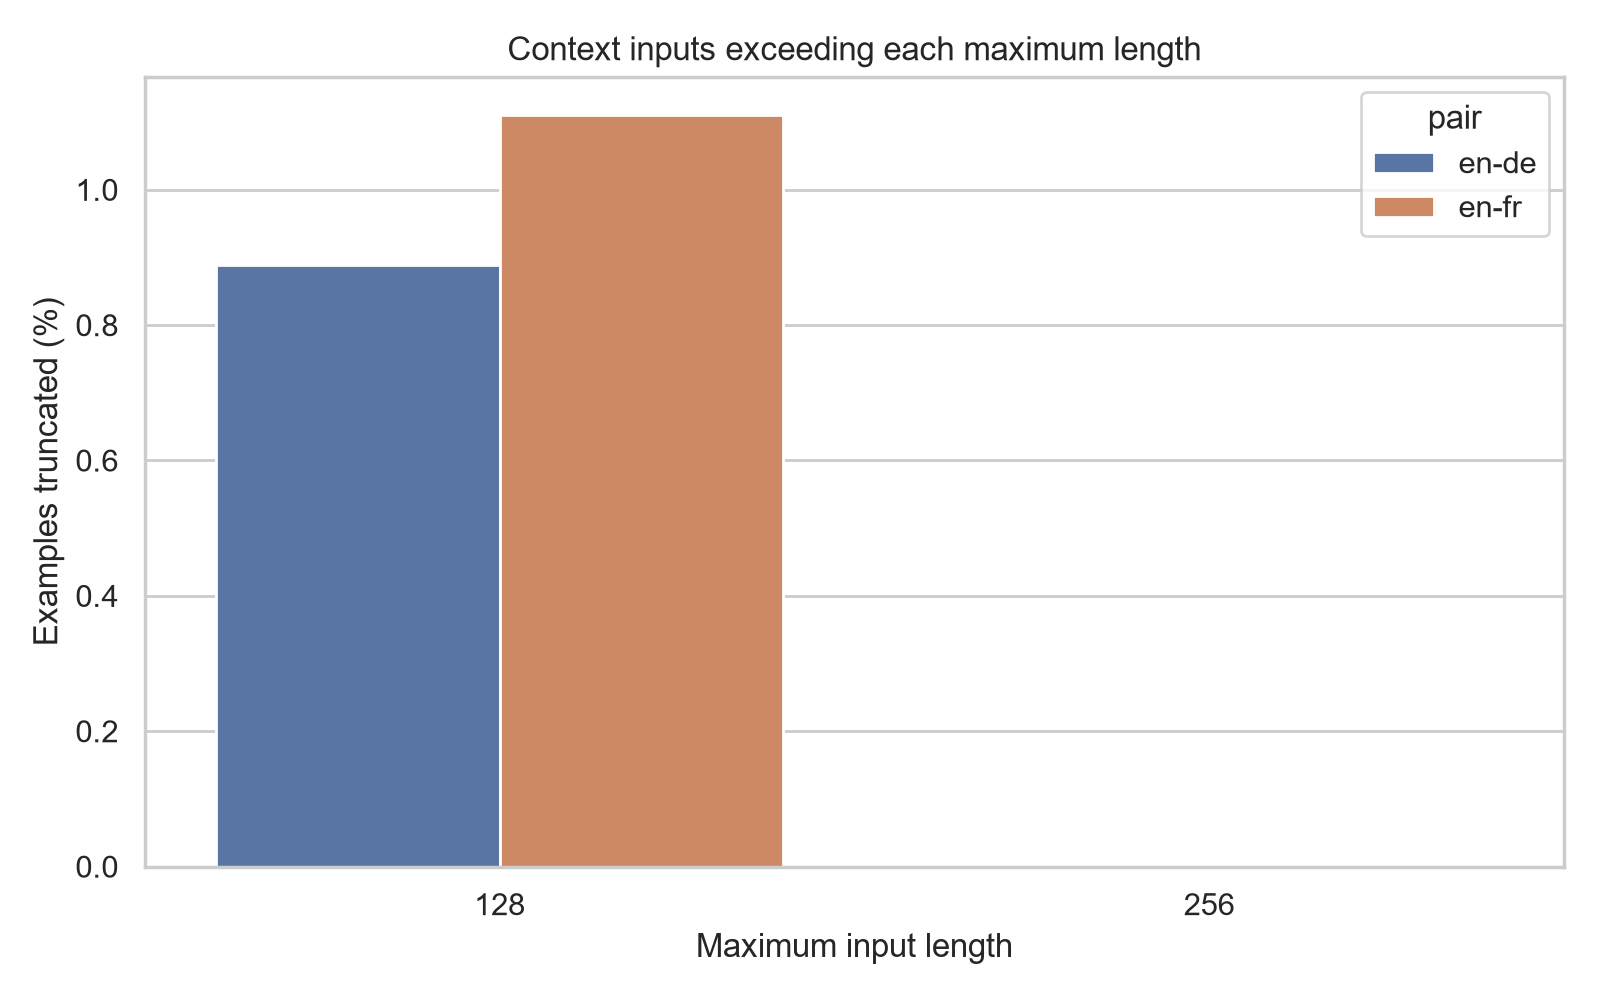 Context inputs exceeding each maximum length
pair
en-de
en-fr
Examples truncated (%)
1.0
0.8
0.6
0.4
0.2
0.0
128
256
Maximum input length